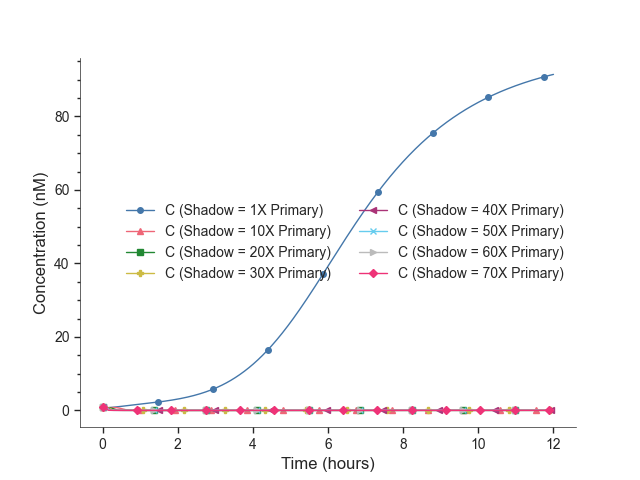 80
60
40
20
0
Concentration (nM)
C (Shadow = 1X Primary)
C (Shadow = 10X Primary)
C (Shadow = 20X Primary)
C (Shadow = 30X Primary)
C (Shadow = 40X Primary)
C (Shadow = 50X Primary)
C (Shadow = 60X Primary)
C (Shadow = 70X Primary)
0 2 4 6 8 10 12
Time (hours)